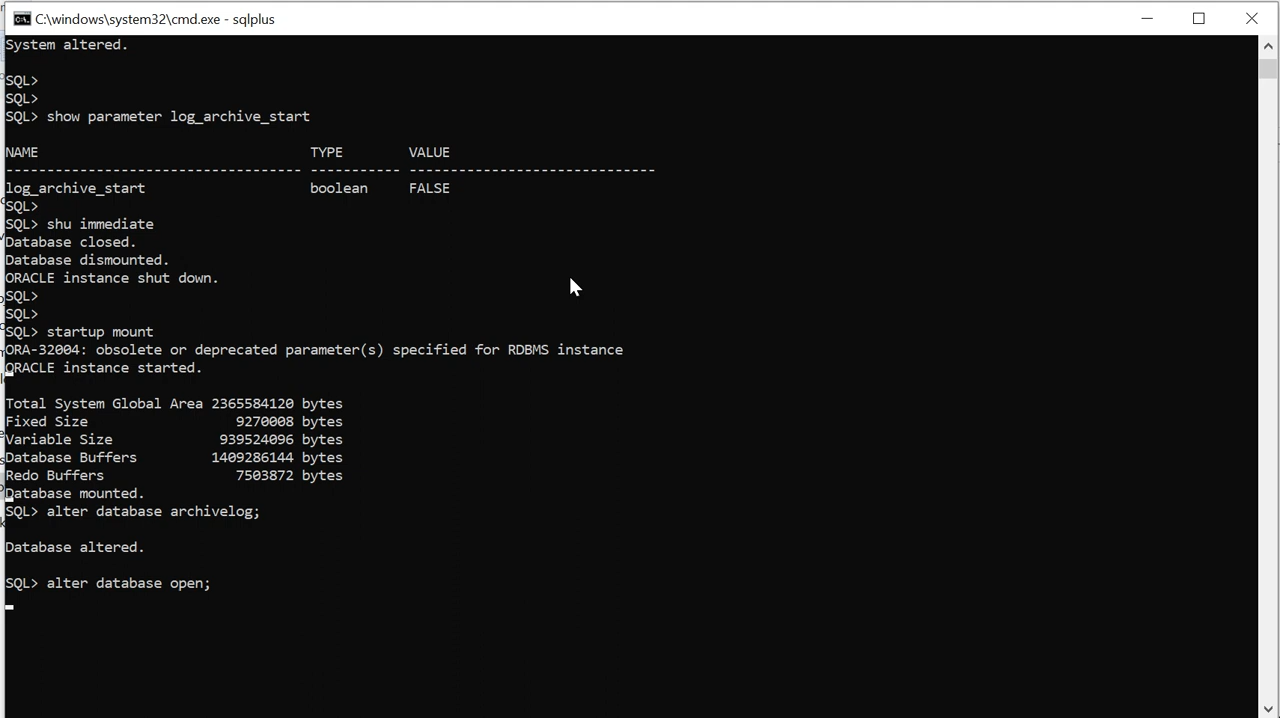 C:\windows\system32\cmd.exe - sqlplus
System altered.
SQL>
SQL>
SQL> show parameter log_archive_start
NAME                                 TYPE        VALUE
------------------------------------ ----------- ------------------------------
log_archive_start                    boolean     FALSE
SQL>
SQL> shu immediate
Database closed.
Database dismounted.
ORACLE instance shut down.
SQL>
SQL>
SQL> startup mount
ORA-32004: obsolete or deprecated parameter(s) specified for RDBMS instance
ORACLE instance started.
Total System Global Area 2365584120 bytes
Fixed Size                  9270008 bytes
Variable Size             939524096 bytes
Database Buffers         1409286144 bytes
Redo Buffers                7503872 bytes
Database mounted.
SQL> alter database archivelog;
Database altered.
SQL> alter database open;